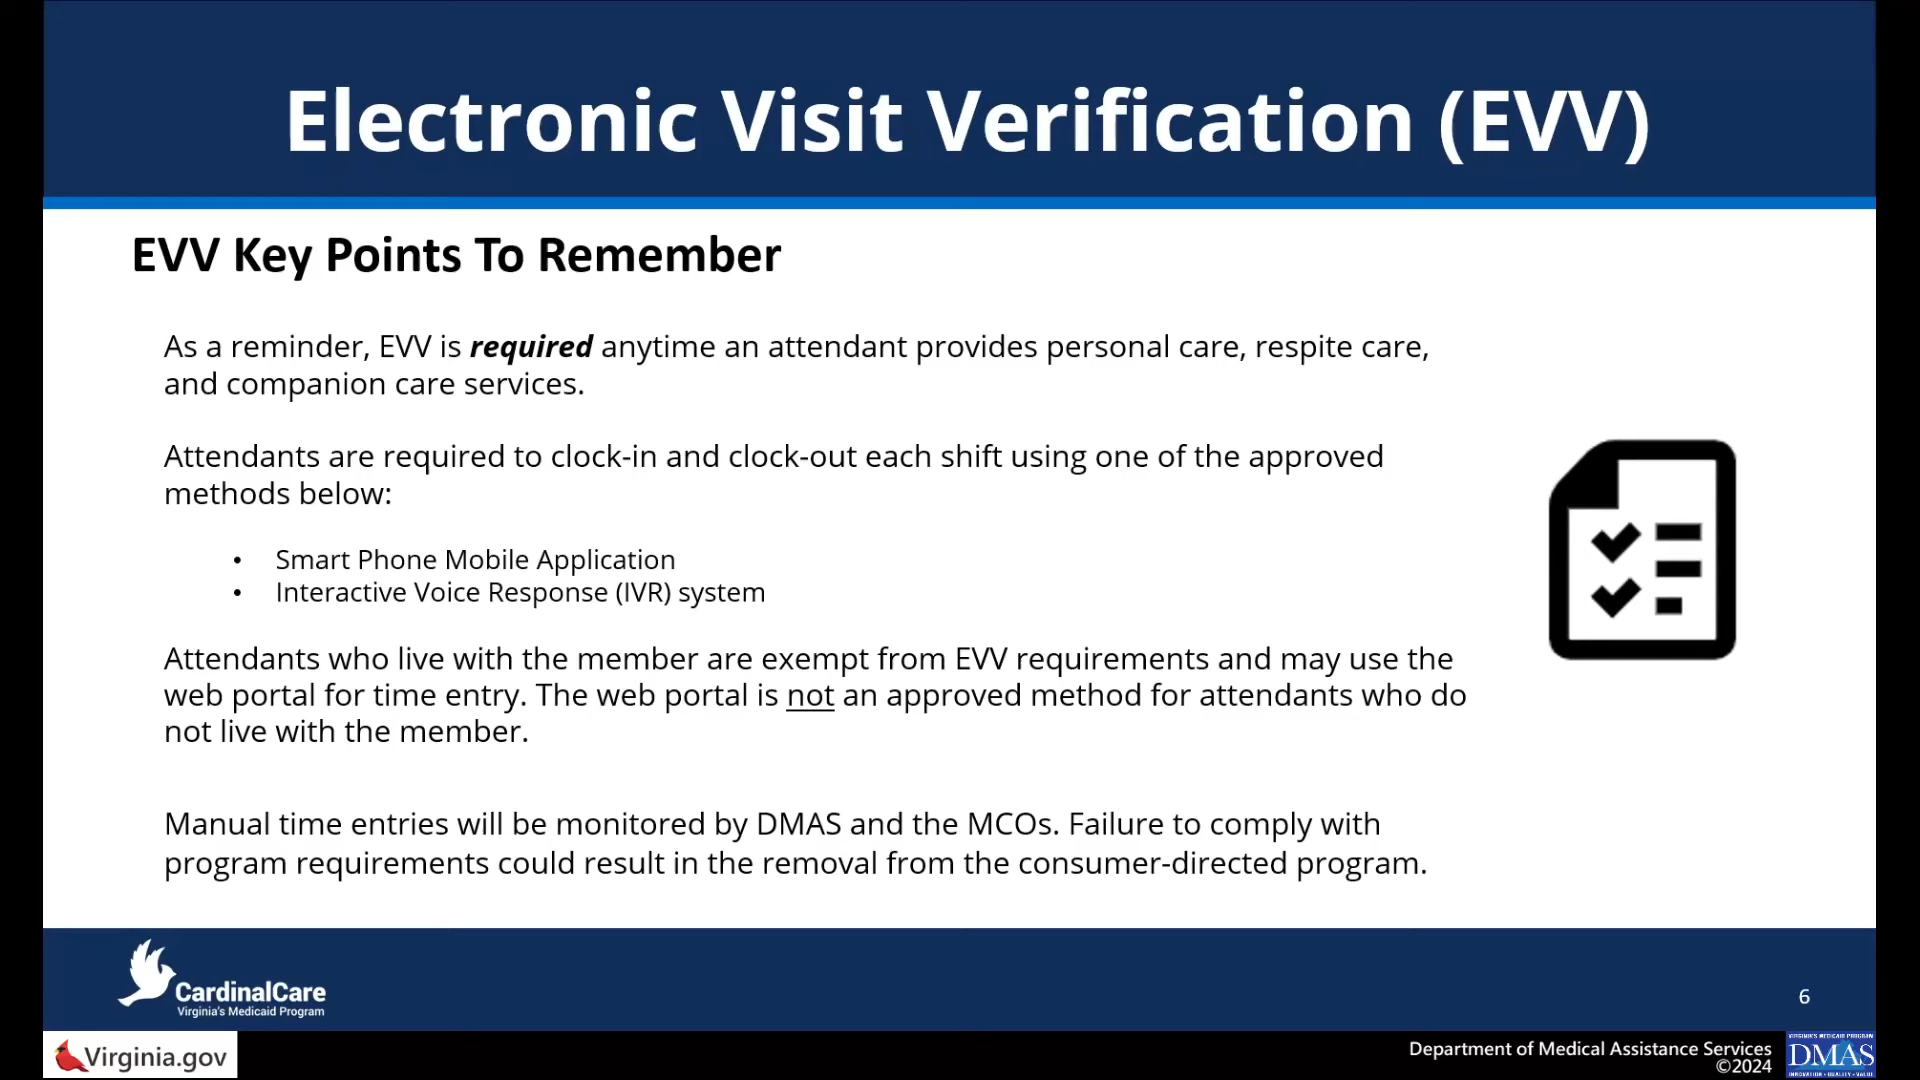 Electronic Visit Verification (EVV)
EVV Key Points To Remember
As a reminder, EVV is required anytime an attendant provides personal care, respite care,
and companion care services.
Attendants are required to clock-in and clock-out each shift using one of the approved
methods below:
• Smart Phone Mobile Application
• Interactive Voice Response (IVR) system
Attendants who live with the member are exempt from EVV requirements and may use the
web portal for time entry. The web portal is not an approved method for attendants who do
not live with the member.
Manual time entries will be monitored by DMAS and the MCOs. Failure to comply with
program requirements could result in the removal from the consumer-directed program.
CardinalCare
Virginia's Medicaid Program
6
Virginia.gov
Department of Medical Assistance Services
©2024
VIRGINIA'S MEDICAID PROGRAM
DMAS
INNOVATION • QUALITY • VALUE